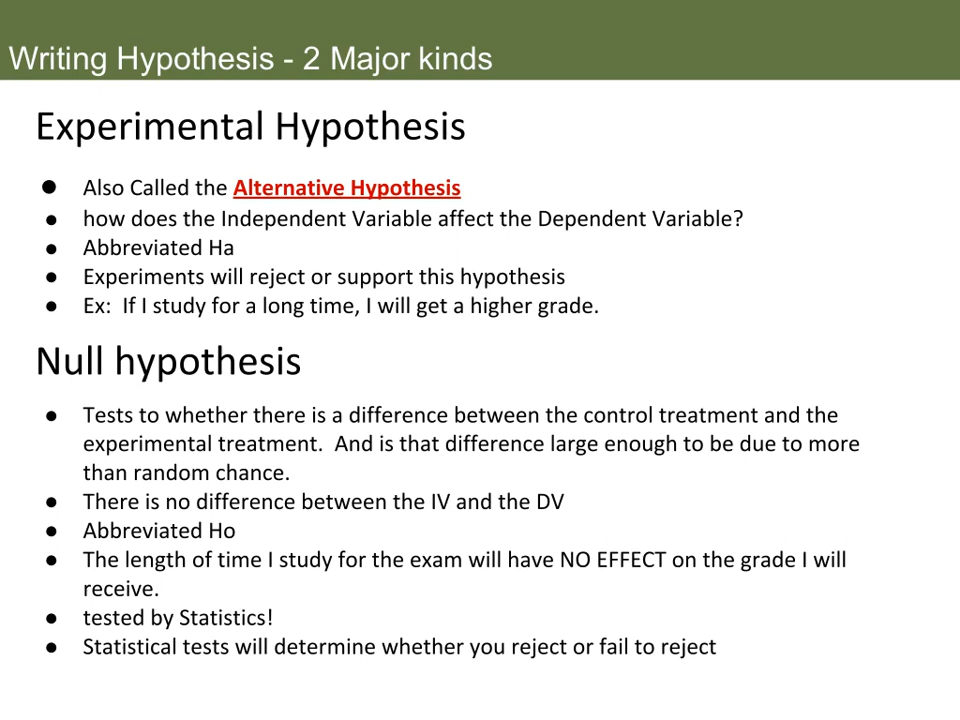 Writing Hypothesis - 2 Major kinds
Experimental Hypothesis
● Also Called the Alternative Hypothesis
● how does the Independent Variable affect the Dependent Variable?
● Abbreviated Ha
● Experiments will reject or support this hypothesis
● Ex:  If I study for a long time, I will get a higher grade.
Null hypothesis
● Tests to whether there is a difference between the control treatment and the
experimental treatment.  And is that difference large enough to be due to more
than random chance.
● There is no difference between the IV and the DV
● Abbreviated Ho
● The length of time I study for the exam will have NO EFFECT on the grade I will
receive.
● tested by Statistics!
● Statistical tests will determine whether you reject or fail to reject